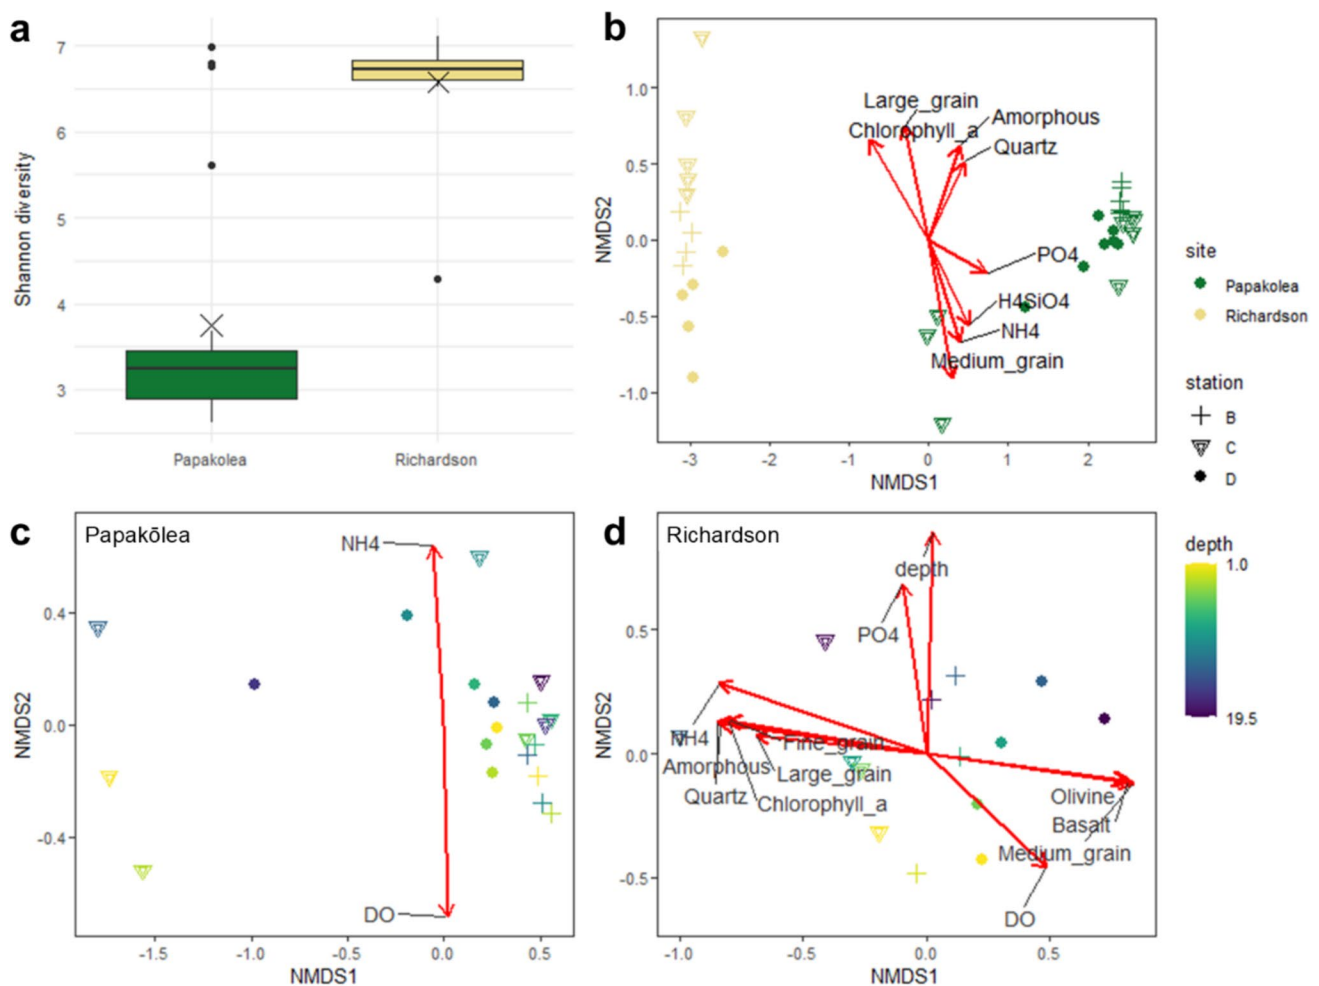 a
Shannon diversity
7
6
5
4
3
Papakolea
Richardson
b
NMDS2
1.0
0.5
0.0
-0.5
-1.0
Large_grain
Chlorophyll_a
Amorphous
Quartz
PO4
H4SiO4
NH4
Medium_grain
-3
-2
-1
0
1
2
NMDS1
site
Papakolea
Richardson
station
B
C
D
c
Papakōlea
NMDS2
0.4
0.0
-0.4
NH4
DO
-1.5
-1.0
-0.5
0.0
0.5
NMDS1
d
Richardson
NMDS2
0.5
0.0
-0.5
depth
PO4
NH4
Fine_grain
Amorphous
Large_grain
Quartz
Chlorophyll_a
Olivine
Basalt
Medium_grain
DO
-1.0
-0.5
0.0
0.5
NMDS1
depth
1.0
19.5